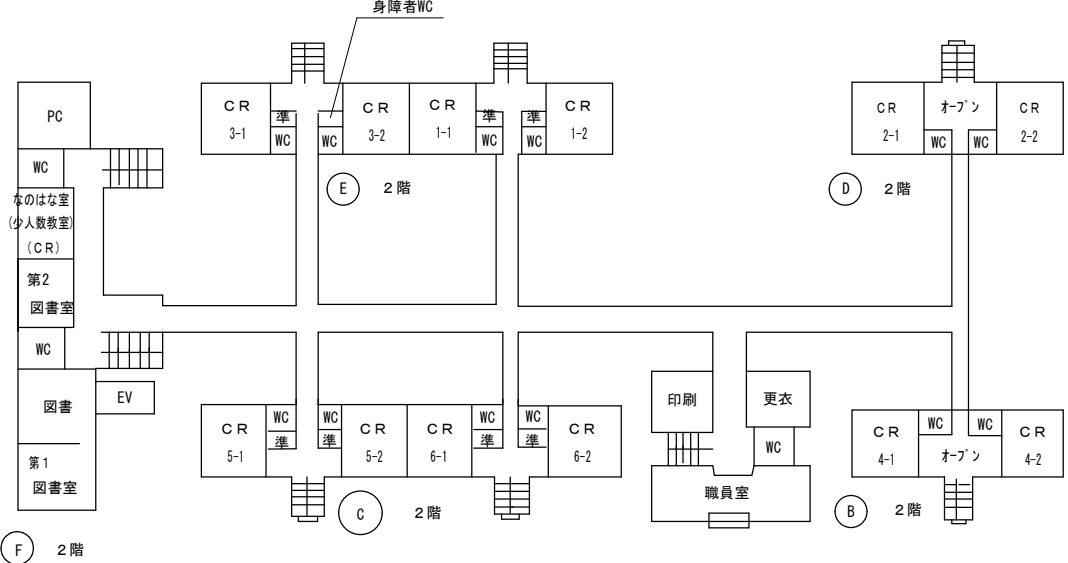 身障者WC
PC
WC
なのはな室
(少人数教室)
(CR)
第2
図書室
WC
図書
EV
第1
図書室
F 2階
CR
3-1
準
WC
WC
CR
3-2
CR
1-1
準
WC
準
WC
CR
1-2
E 2階
CR
2-1
オープン
WC
WC
CR
2-2
D 2階
CR
5-1
WC
準
WC
準
CR
5-2
CR
6-1
WC
準
WC
準
CR
6-2
C 2階
印刷
更衣
WC
職員室
CR
4-1
WC
WC
オープン
CR
4-2
B 2階